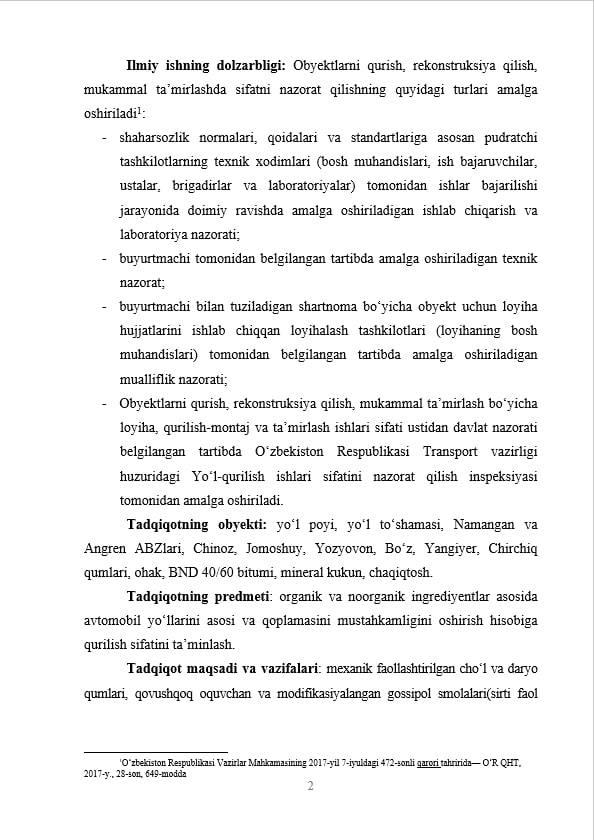 Ilmiy ishning dolzarbligi: Obyektlarni qurish, rekonstruksiya qilish,
mukammal ta’mirlashda sifatni nazorat qilishning quyidagi turlari amalga
oshiriladi¹:
- shaharsozlik normalari, qoidalari va standartlariga asosan pudratchi
tashkilotlarning texnik xodimlari (bosh muhandislari, ish bajaruvchilar,
ustalar, brigadirlar va laboratoriyalar) tomonidan ishlar bajarilishi
jarayonida doimiy ravishda amalga oshiriladigan ishlab chiqarish va
laboratoriya nazorati;
- buyurtmachi tomonidan belgilangan tartibda amalga oshiriladigan texnik
nazorat;
- buyurtmachi bilan tuziladigan shartnoma bo‘yicha obyekt uchun loyiha
hujjatlarini ishlab chiqqan loyihalash tashkilotlari (loyihaning bosh
muhandislari) tomonidan belgilangan tartibda amalga oshiriladigan
mualliflik nazorati;
- Obyektlarni qurish, rekonstruksiya qilish, mukammal ta’mirlash bo‘yicha
loyiha, qurilish-montaj va ta’mirlash ishlari sifati ustidan davlat nazorati
belgilangan tartibda O‘zbekiston Respublikasi Transport vazirligi
huzuridagi Yo‘l-qurilish ishlari sifatini nazorat qilish inspeksiyasi
tomonidan amalga oshiriladi.
Tadqiqotning obyekti: yo‘l poyi, yo‘l to‘shamasi, Namangan va
Angren ABZlari, Chinoz, Jomoshuy, Yozyovon, Bo‘z, Yangiyer, Chirchiq
qumlari, ohak, BND 40/60 bitumi, mineral kukun, chaqiqtosh.
Tadqiqotning predmeti: organik va noorganik ingrediyentlar asosida
avtomobil yo‘llarini asosi va qoplamasini mustahkamligini oshirish hisobiga
qurilish sifatini ta’minlash.
Tadqiqot maqsadi va vazifalari: mexanik faollashtirilgan cho‘l va daryo
qumlari, qovushqoq oquvchan va modifikasiyalangan gossipol smolalari(sirti faol
¹O‘zbekiston Respublikasi Vazirlar Mahkamasining 2017-yil 7-iyuldagi 472-sonli qarori tahririda— O‘R QHT,
2017-y., 28-son, 649-modda
2